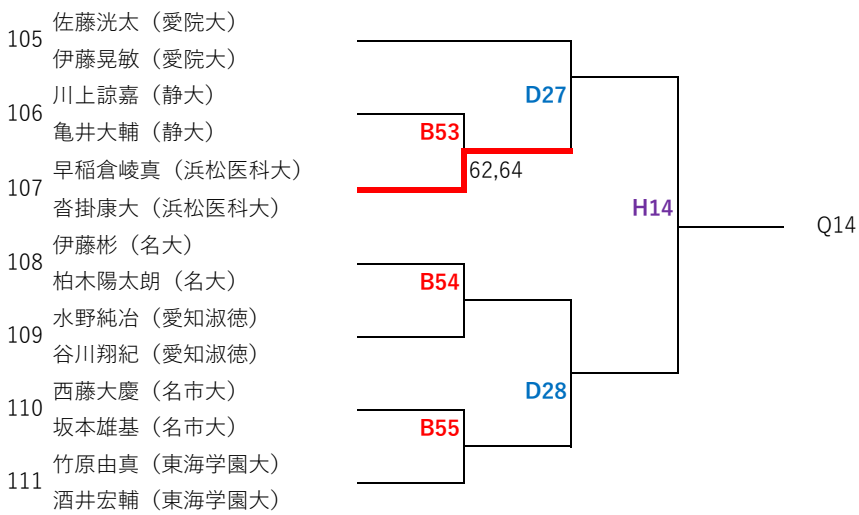 佐藤洸太（愛院大）
105
伊藤晃敏（愛院大）
川上諒嘉（静大）
D27
106
亀井大輔（静大）
B53
早稲倉崚真（浜松医科大）
62,64
107
沓掛康大（浜松医科大）
H14
Q14
伊藤彬（名大）
108
柏木陽太朗（名大）
B54
水野純冶（愛知淑徳）
109
谷川翔紀（愛知淑徳）
西藤大慶（名市大）
D28
110
坂本雄基（名市大）
B55
竹原由真（東海学園大）
111
酒井宏輔（東海学園大）